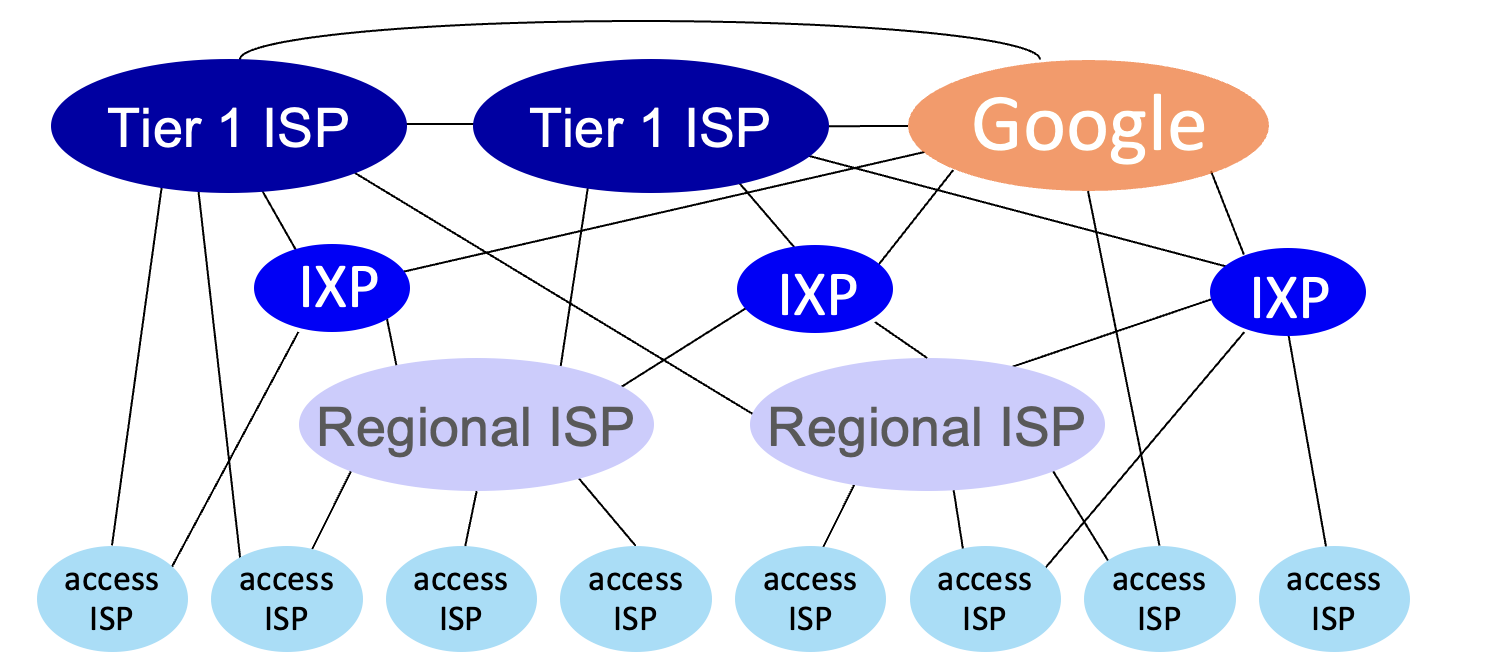 Tier 1 ISP
Tier 1 ISP
Google
IXP
IXP
IXP
Regional ISP
Regional ISP
access
ISP
access
ISP
access
ISP
access
ISP
access
ISP
access
ISP
access
ISP
access
ISP